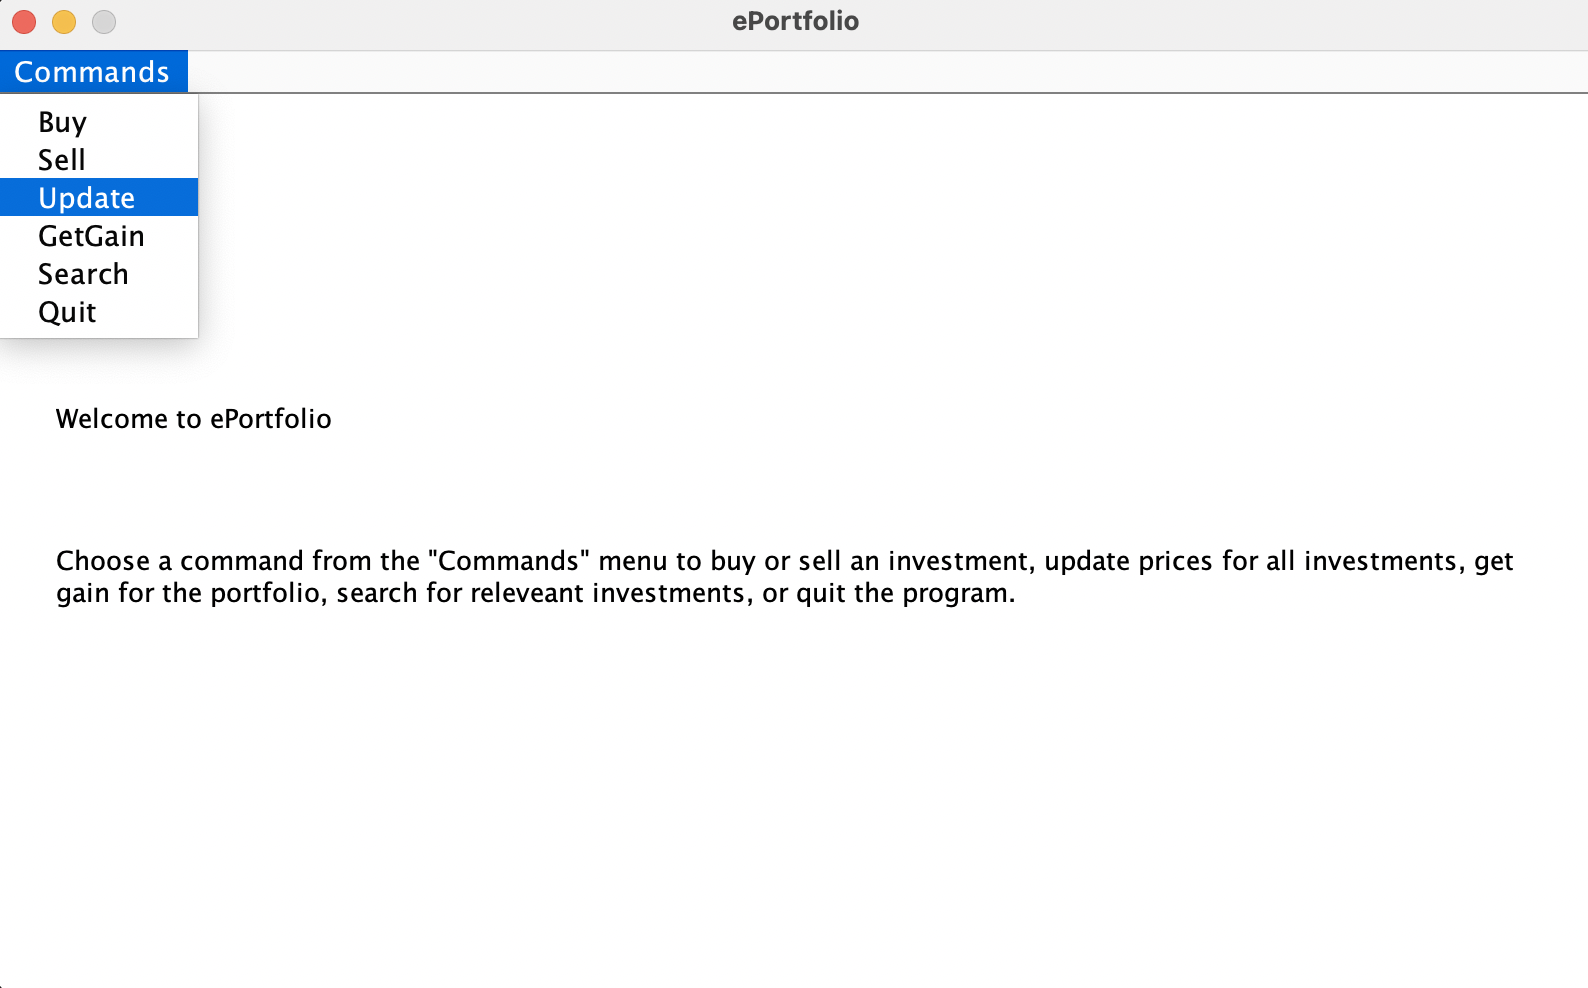 ePortfolio
Commands
Buy
Sell
Update
GetGain
Search
Quit
Welcome to ePortfolio
Choose a command from the "Commands" menu to buy or sell an investment, update prices for all investments, get
gain for the portfolio, search for releveant investments, or quit the program.